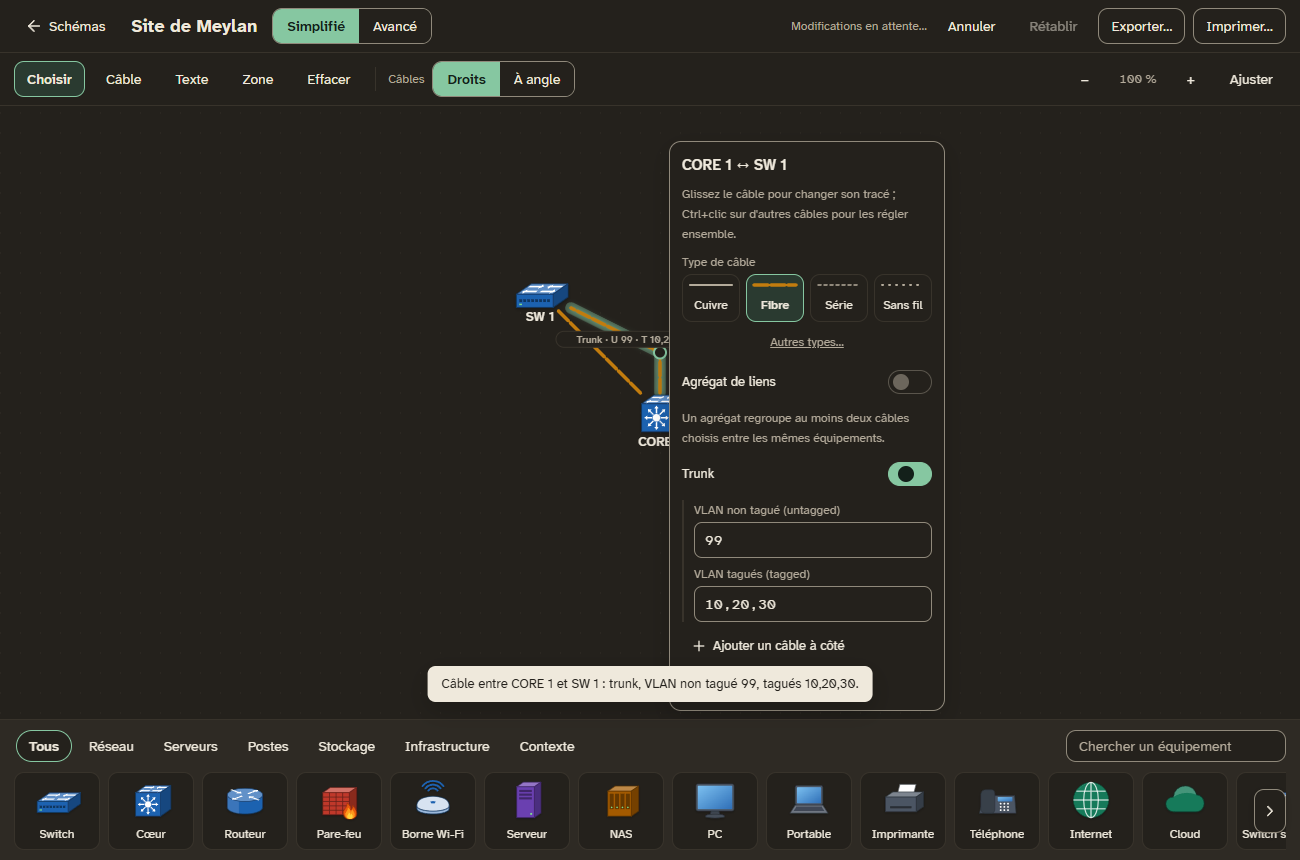 Schémas
Site de Meylan
Simplifié
Avancé
Modifications en attente…
Annuler
Rétablir
Exporter…
Imprimer…
Choisir
Câble
Texte
Zone
Effacer
Câbles
Droits
À angle
–
100 %
+
Ajuster
CORE 1 ↔ SW 1
Glissez le câble pour changer son tracé ;
Ctrl+clic sur d'autres câbles pour les régler
ensemble.
Type de câble
Cuivre
Fibre
Série
Sans fil
Autres types…
Agrégat de liens
Un agrégat regroupe au moins deux câbles
choisis entre les mêmes équipements.
Trunk
VLAN non tagué (untagged)
99
VLAN tagués (tagged)
10,20,30
+ Ajouter un câble à côté
SW 1
Trunk · U 99 · T 10,2
CORE
Câble entre CORE 1 et SW 1 : trunk, VLAN non tagué 99, tagués 10,20,30.
Tous
Réseau
Serveurs
Postes
Stockage
Infrastructure
Contexte
Chercher un équipement
Switch
Cœur
Routeur
Pare-feu
Borne Wi-Fi
Serveur
NAS
PC
Portable
Imprimante
Téléphone
Internet
Cloud
Switch s